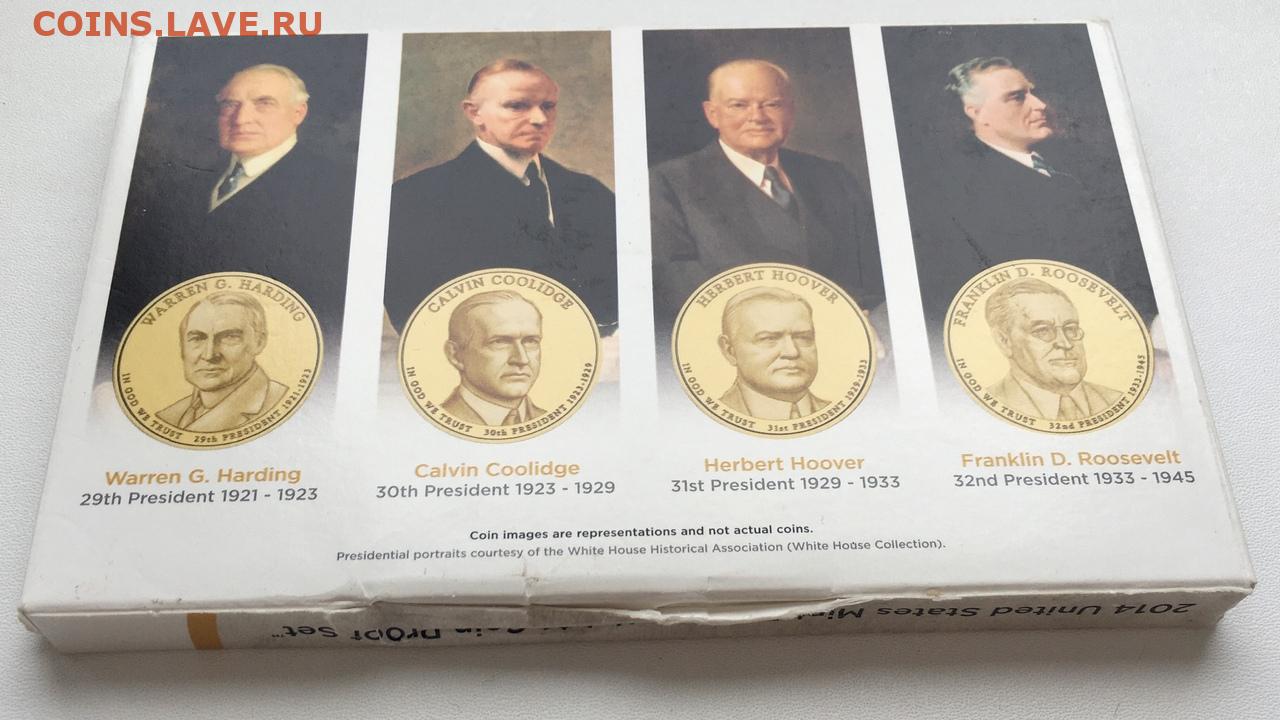 COINS.LAVE.RU
WARREN G. HARDING
IN GOD WE TRUST 29th PRESIDENT 1921-1923
CALVIN COOLIDGE
IN GOD WE TRUST 30th PRESIDENT 1923-1929
HERBERT HOOVER
IN GOD WE TRUST 31st PRESIDENT 1929-1933
FRANKLIN D. ROOSEVELT
IN GOD WE TRUST 32nd PRESIDENT 1933-1945
Warren G. Harding
29th President 1921 - 1923
Calvin Coolidge
30th President 1923 - 1929
Herbert Hoover
31st President 1929 - 1933
Franklin D. Roosevelt
32nd President 1933 - 1945
Coin images are representations and not actual coins.
Presidential portraits courtesy of the White House Historical Association (White House Collection).
2014 United States Mint Coin Proof Set™